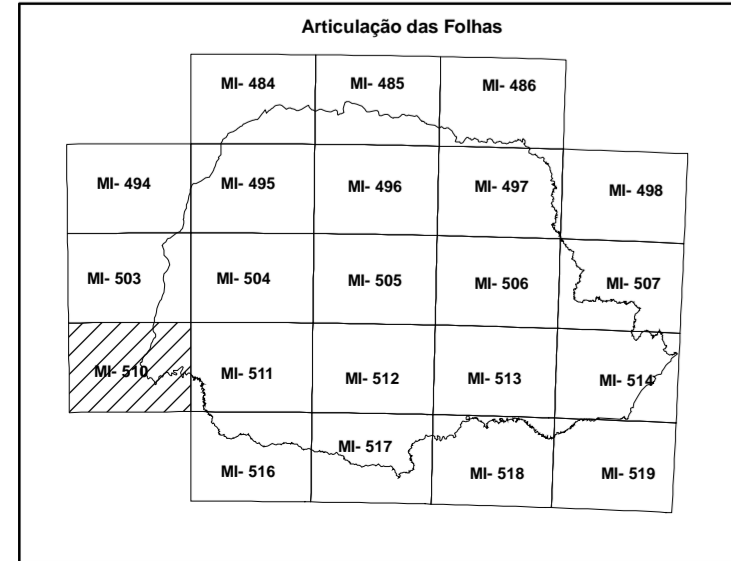 Articulação das Folhas
MI- 484 MI- 485 MI- 486
MI- 494 MI- 495 MI- 496 MI- 497 MI- 498
MI- 503 MI- 504 MI- 505 MI- 506 MI- 507
MI- 510 MI- 511 MI- 512 MI- 513 MI- 514
MI- 516 MI- 517 MI- 518 MI- 519